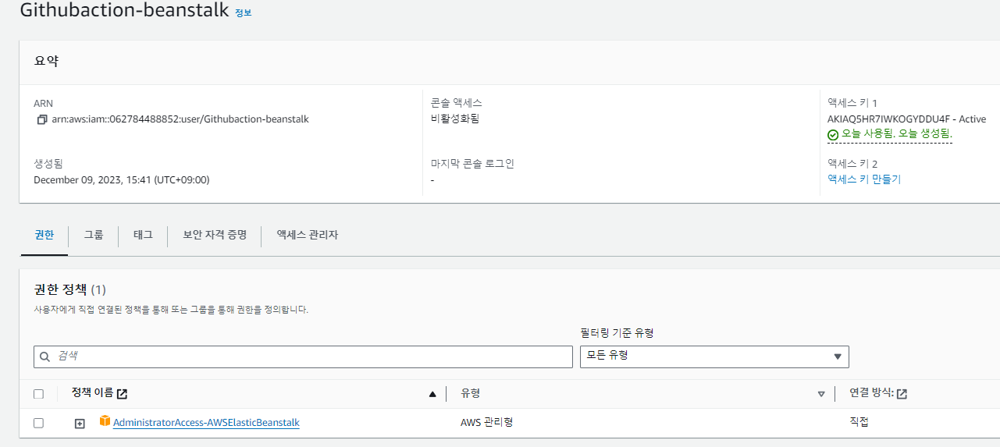 Githubaction-beanstalk 정보
요약
ARN
arn:aws:iam::062784488852:user/Githubaction-beanstalk
콘솔 액세스
비활성화됨
액세스 키 1
AKIAQ5HR7IWKOGYDDU4F - Active
오늘 사용됨. 오늘 생성됨.
생성됨
December 09, 2023, 15:41 (UTC+09:00)
마지막 콘솔 로그인
-
액세스 키 2
액세스 키 만들기
권한 그룹 태그 보안 자격 증명 액세스 관리자
권한 정책 (1)
사용자에게 직접 연결된 정책을 통해 또는 그룹을 통해 권한을 정의합니다.
필터링 기준 유형
검색 모든 유형
정책 이름 유형 연결 방식:
AdministratorAccess-AWSElasticBeanstalk AWS 관리형 직접